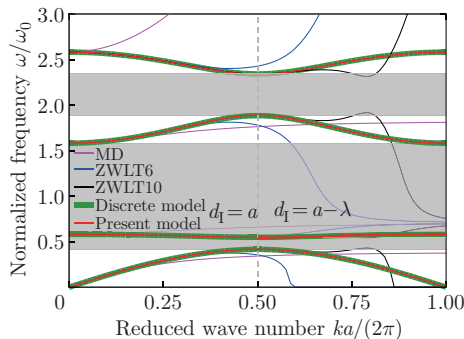 Normalized frequency ω/ω0
3.0
2.5
2.0
1.5
1.0
0.5
MD
ZWLT6
ZWLT10
Discrete model
Present model
dI=a
dI=a−λ
0
0.25
0.50
0.75
1.00
Reduced wave number ka/(2π)